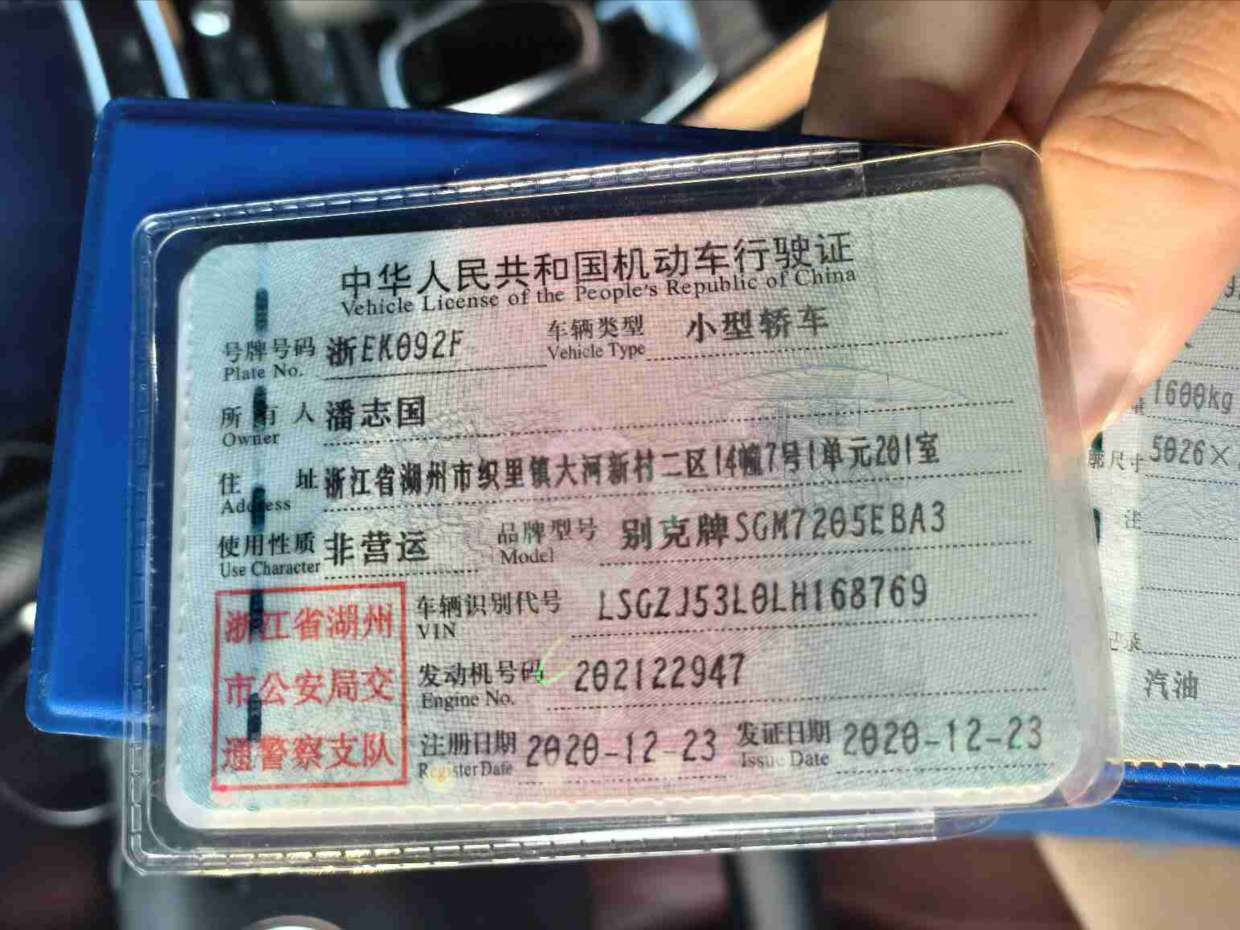 中华人民共和国机动车行驶证
Vehicle License of the People's Republic of China
号牌号码 浙EK092F 车辆类型 小型轿车
Plate No. Vehicle Type
所有人 潘志国
Owner
住址 浙江省湖州市织里镇大河新村二区14幢7号1单元201室
Address
使用性质 非营运 品牌型号 别克牌SGM7205EBA3
Use Character Model
浙江省湖州
市公安局交
通警察支队
车辆识别代号 LSGZJ53L0LH168769
VIN
发动机号码 202122947
Engine No.
注册日期 2020-12-23 发证日期 2020-12-23
Register Date Issue Date
1600kg
廓尺寸 5026×
注
记录
汽油